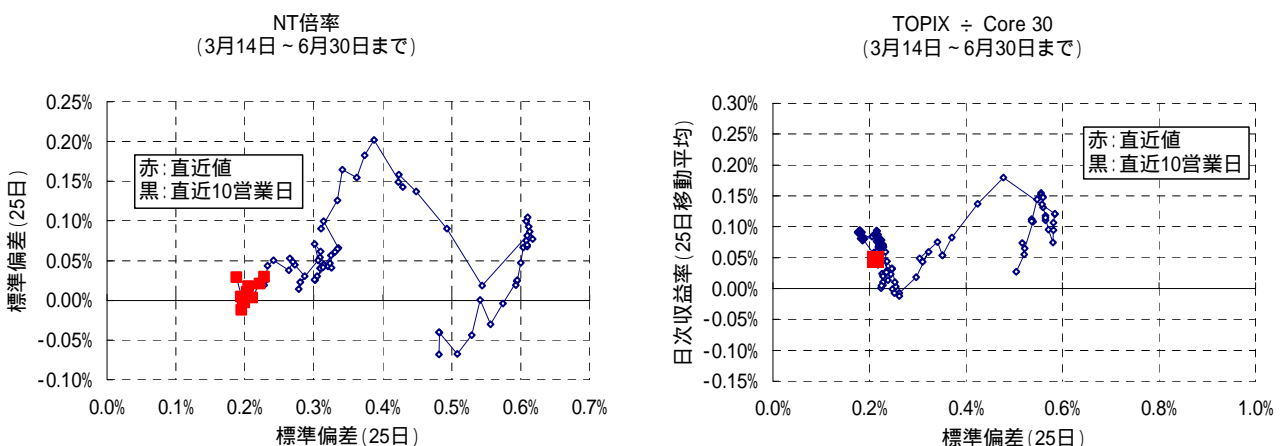 NT倍率
(3月14日~6月30日まで)
標準偏差(25日)
0.25%
0.20%
0.15%
0.10%
0.05%
0.00%
-0.05%
-0.10%
赤:直近値
黒:直近10営業日
0.0% 0.1% 0.2% 0.3% 0.4% 0.5% 0.6% 0.7%
標準偏差(25日)
TOPIX ÷ Core 30
(3月14日~6月30日まで)
日次収益率(25日移動平均)
0.30%
0.25%
0.20%
0.15%
0.10%
0.05%
0.00%
-0.05%
-0.10%
-0.15%
赤:直近値
黒:直近10営業日
0.0% 0.2% 0.4% 0.6% 0.8% 1.0%
標準偏差(25日)